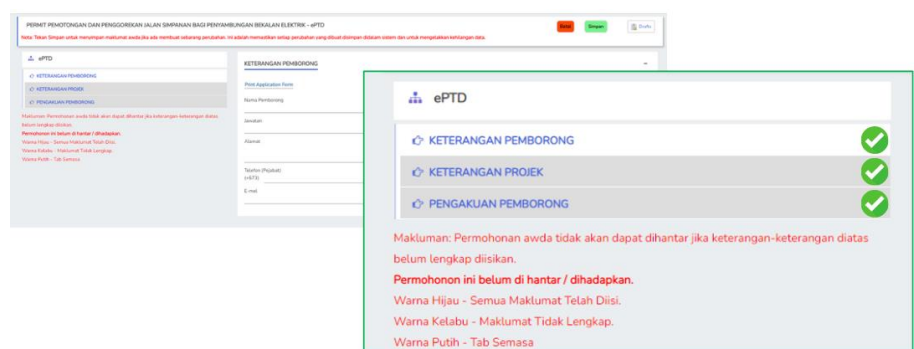 PERMIT PEMOTONGAN DAN PENGGOREKAN JALAN SIMPANAN BAGI PENYAMBUNGAN BEKALAN ELEKTRIK - ePTD
Nota: Tekan Simpan untuk menyimpan maklumat awda jika ada membuat sebarang perubahan. Ini adalah memastikan setiap perubahan yang dibuat disimpan didalam sistem dan untuk mengelakkan kehilangan data.
Batal
Simpan
Drafts
ePTD
KETERANGAN PEMBORONG
KETERANGAN PROJEK
PENGAKUAN PEMBORONG
Makluman: Permohonan awda tidak akan dapat dihantar jika keterangan-keterangan diatas
belum lengkap diisikan.
Permohonon ini belum di hantar / dihadapkan.
Warna Hijau - Semua Maklumat Telah Diisi.
Warna Kelabu - Maklumat Tidak Lengkap.
Warna Putih - Tab Semasa
KETERANGAN PEMBORONG
Print Application Form
Nama Pemborong
Jawatan
Alamat
Telefon (Pejabat)
(+673)
E-mel
ePTD
KETERANGAN PEMBORONG
KETERANGAN PROJEK
PENGAKUAN PEMBORONG
Makluman: Permohonan awda tidak akan dapat dihantar jika keterangan-keterangan diatas
belum lengkap diisikan.
Permohonon ini belum di hantar / dihadapkan.
Warna Hijau - Semua Maklumat Telah Diisi.
Warna Kelabu - Maklumat Tidak Lengkap.
Warna Putih - Tab Semasa